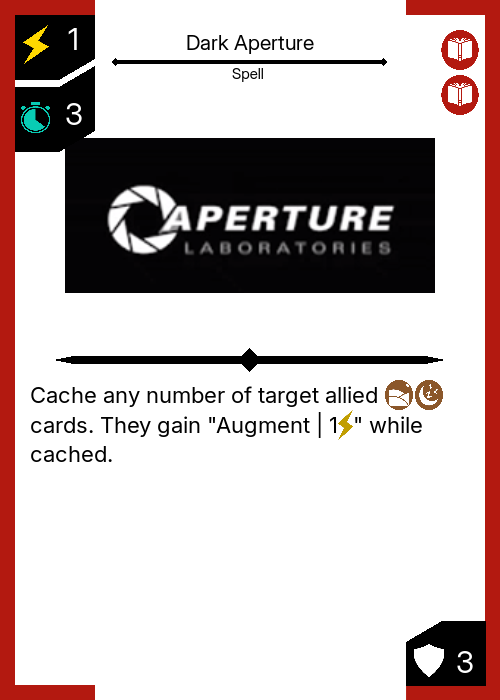 1
Dark Aperture
Spell
3
APERTURE
LABORATORIES
Cache any number of target allied
cards. They gain "Augment | 1" while
cached.
3